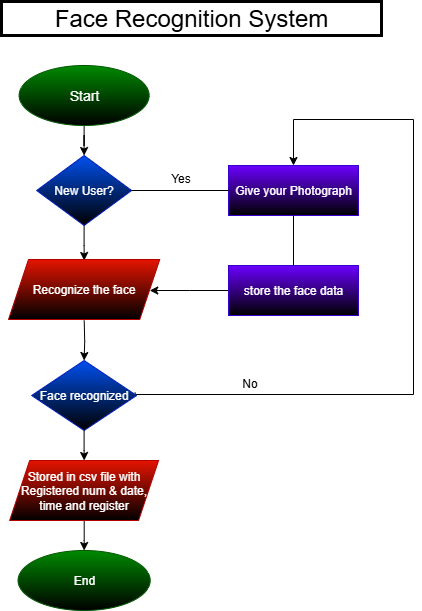 Face Recognition System
Start
New User?
Yes
Give your Photograph
Recognize the face
store the face data
Face recognized
No
Stored in csv file with
Registered num & date,
time and register
End